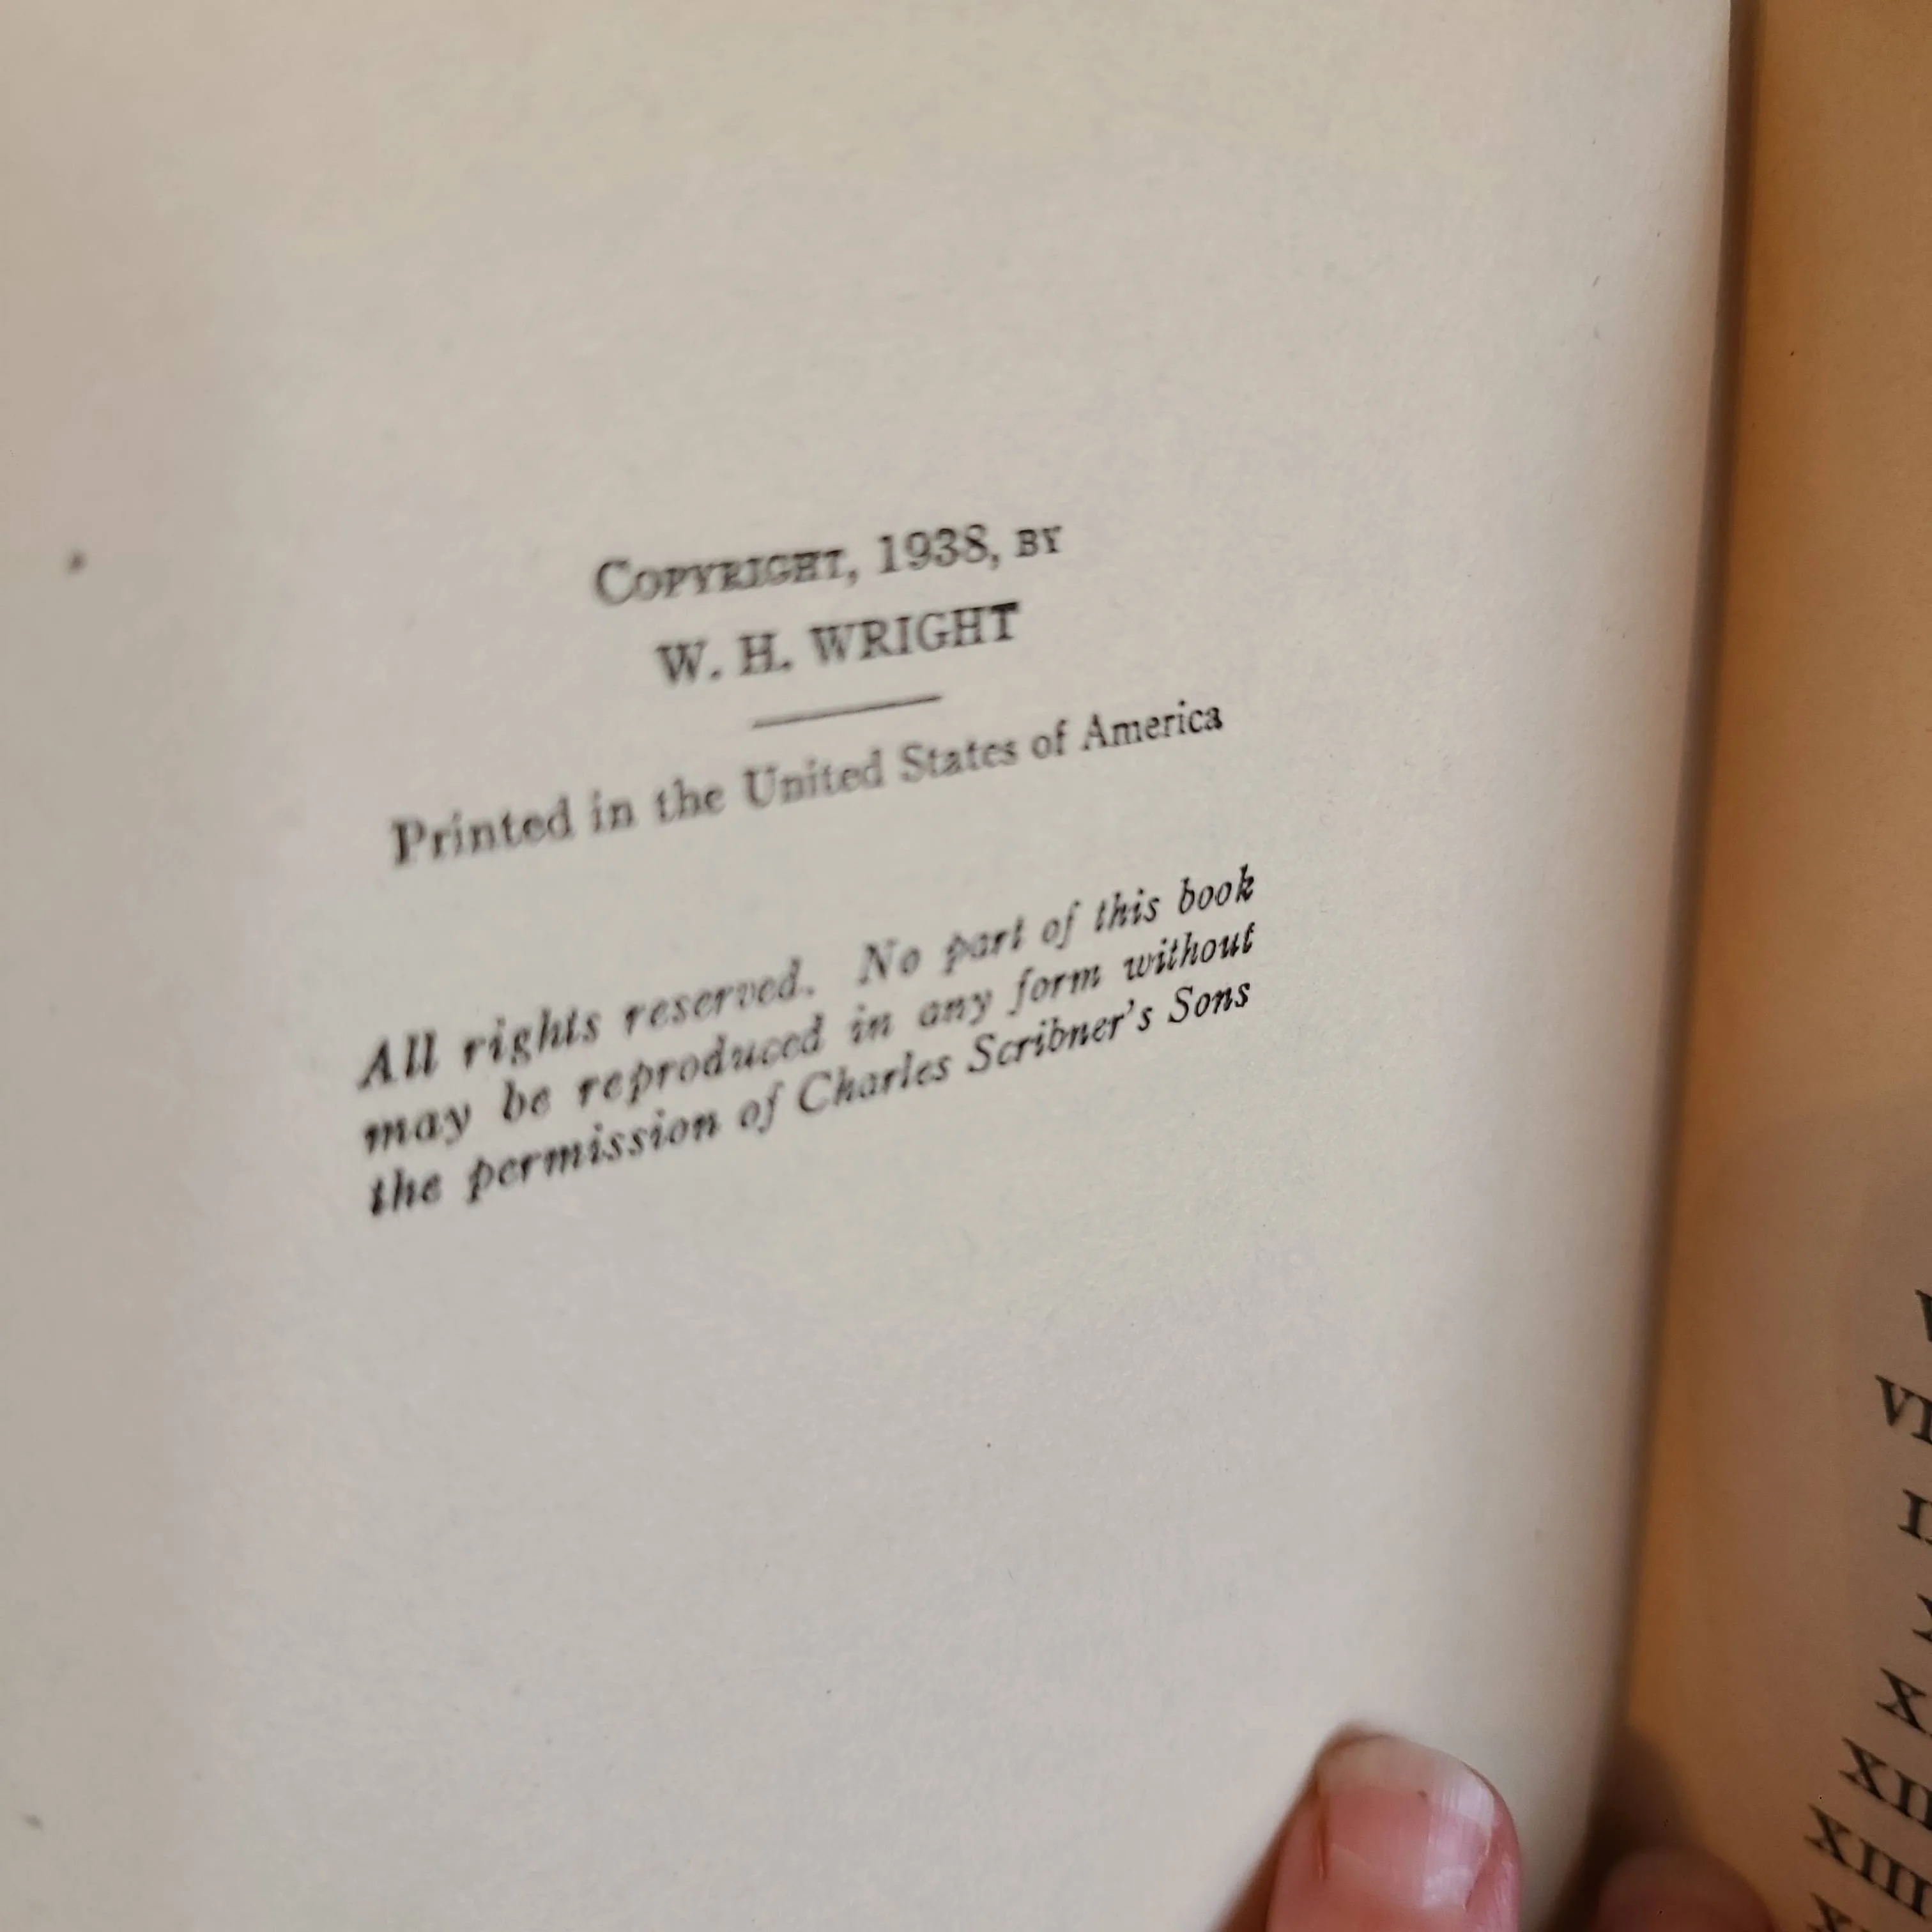 COPYRIGHT, 1938, BY
W. H. WRIGHT
Printed in the United States of America
All rights reserved. No part of this book
may be reproduced in any form without
the permission of Charles Scribner's Sons